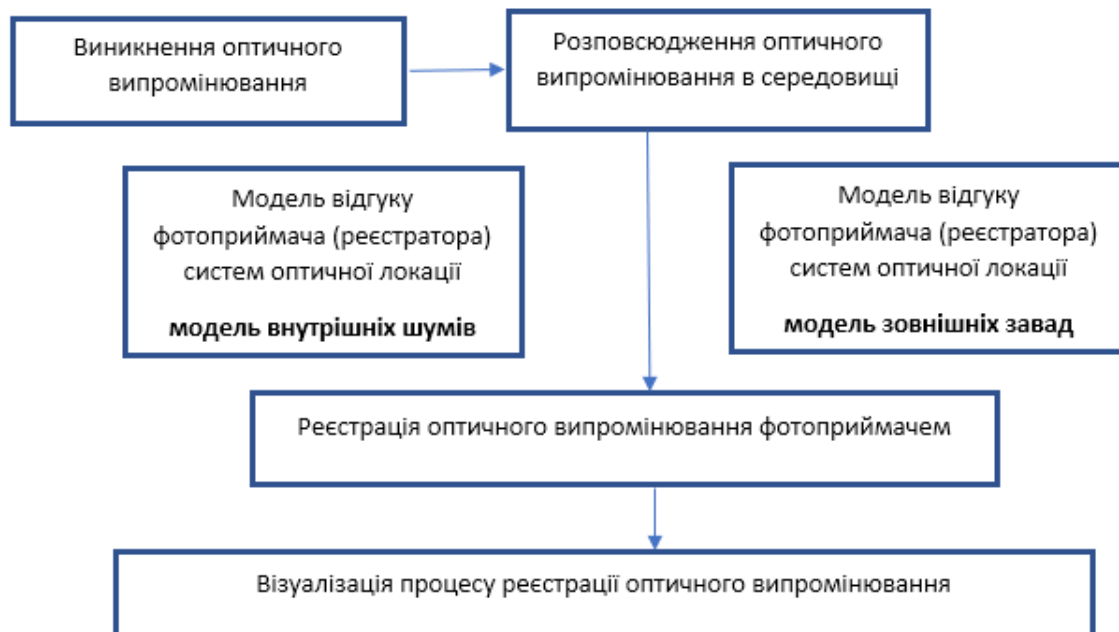 Виникнення оптичного
випромінювання
Розповсюдження оптичного
випромінювання в середовищі
Модель відгуку
фотоприймача (реєстратора)
систем оптичної локації
модель внутрішніх шумів
Модель відгуку
фотоприймача (реєстратора)
систем оптичної локації
модель зовнішніх завад
Реєстрація оптичного випромінювання фотоприймачем
Візуалізація процесу реєстрації оптичного випромінювання